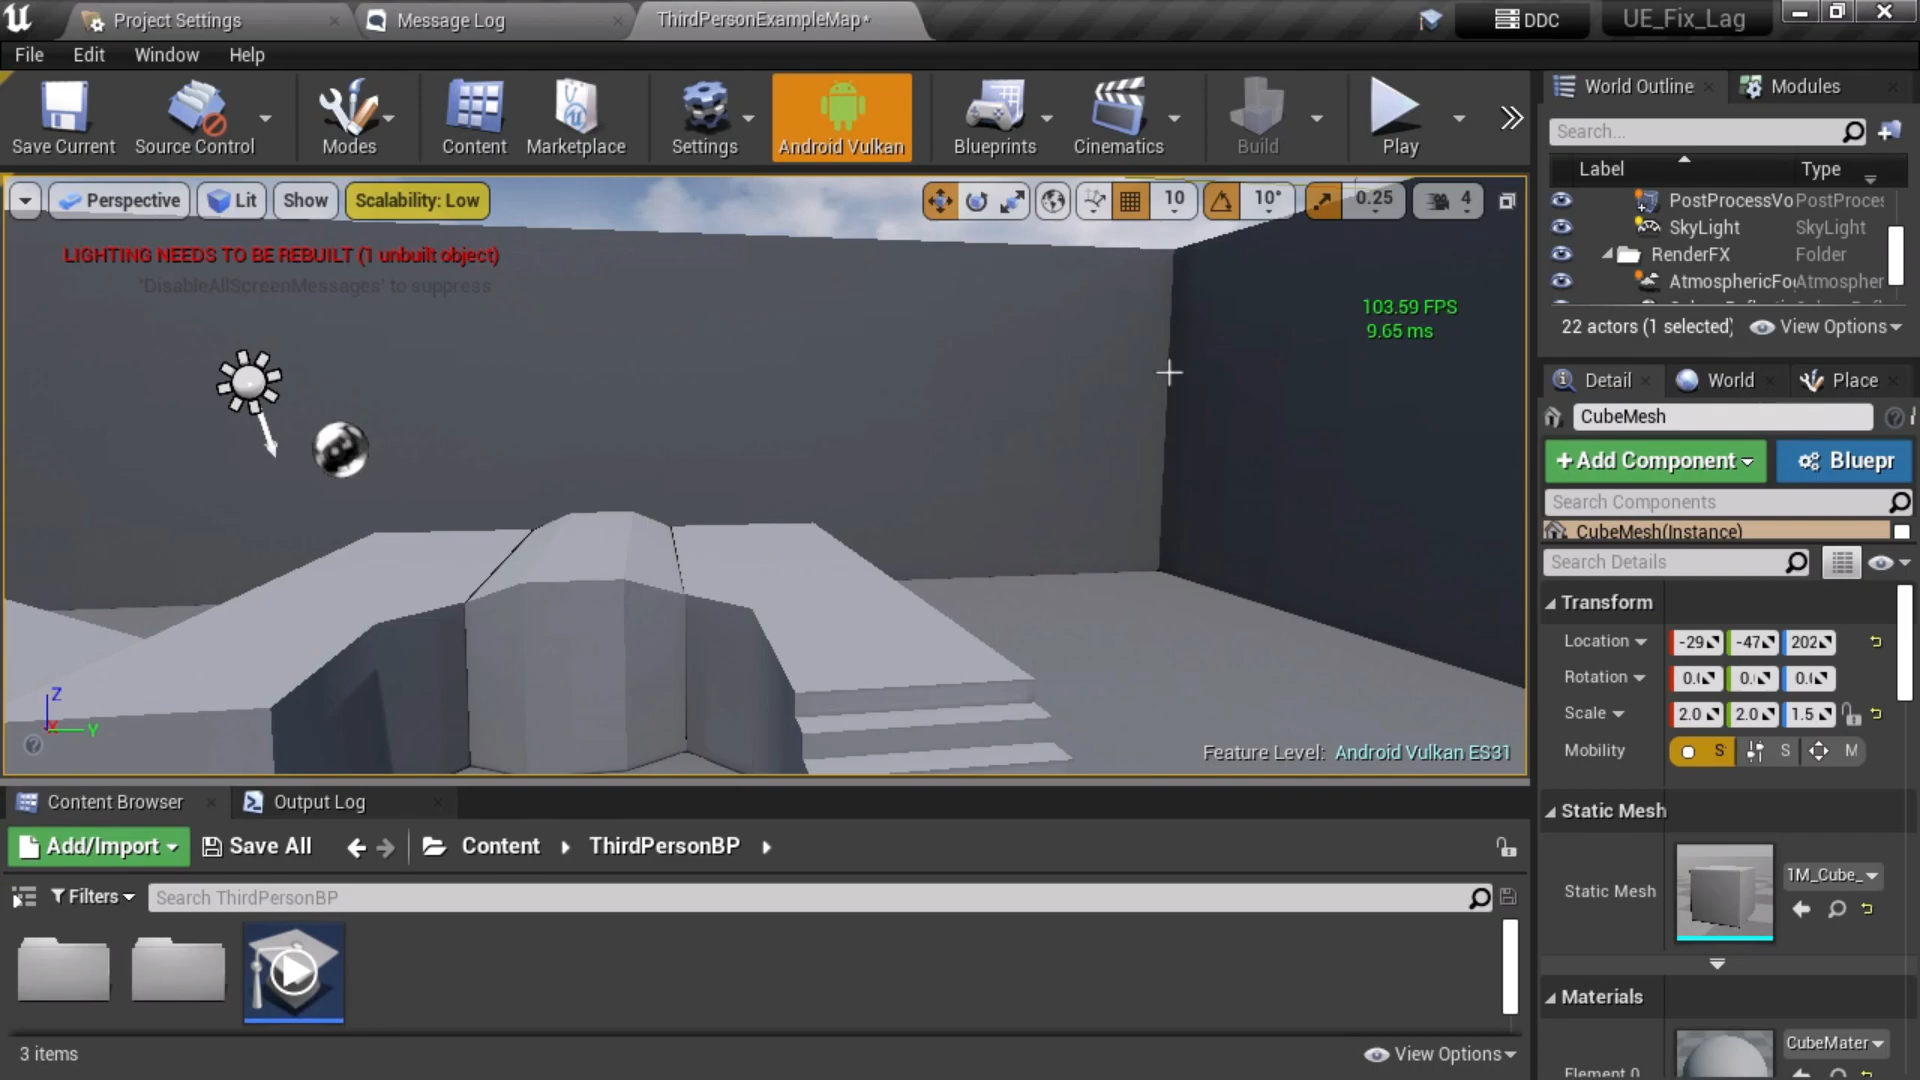 Project Settings
Message Log
ThirdPersonExampleMap*
DDC
UE_Fix_Lag
File Edit Window Help
Save Current
Source Control
Modes
Content
Marketplace
Settings
Android Vulkan
Blueprints
Cinematics
Build
Play
World Outline
Modules
Search...
Label
Type
PostProcessVo PostProces
SkyLight SkyLight
RenderFX Folder
AtmosphericFo Atmospher
22 actors (1 selected)
View Options
Perspective
Lit
Show
Scalability: Low
10
10°
0.25
4
LIGHTING NEEDS TO BE REBUILT (1 unbuilt object)
'DisableAllScreenMessages' to suppress
103.59 FPS
9.65 ms
Z
X
Y
Feature Level: Android Vulkan ES31
Detail
World
Place
CubeMesh
+Add Component
Bluepr
Search Components
CubeMesh(Instance)
Search Details
Transform
Location -29 -47 202
Rotation 0.( 0.( 0.(
Scale 2.0 2.0 1.5
Mobility S S M
Static Mesh
Static Mesh
1M_Cube_
Materials
CubeMater
Element 0
Content Browser
Output Log
Add/Import
Save All
Content
ThirdPersonBP
Filters
Search ThirdPersonBP
3 items
View Options